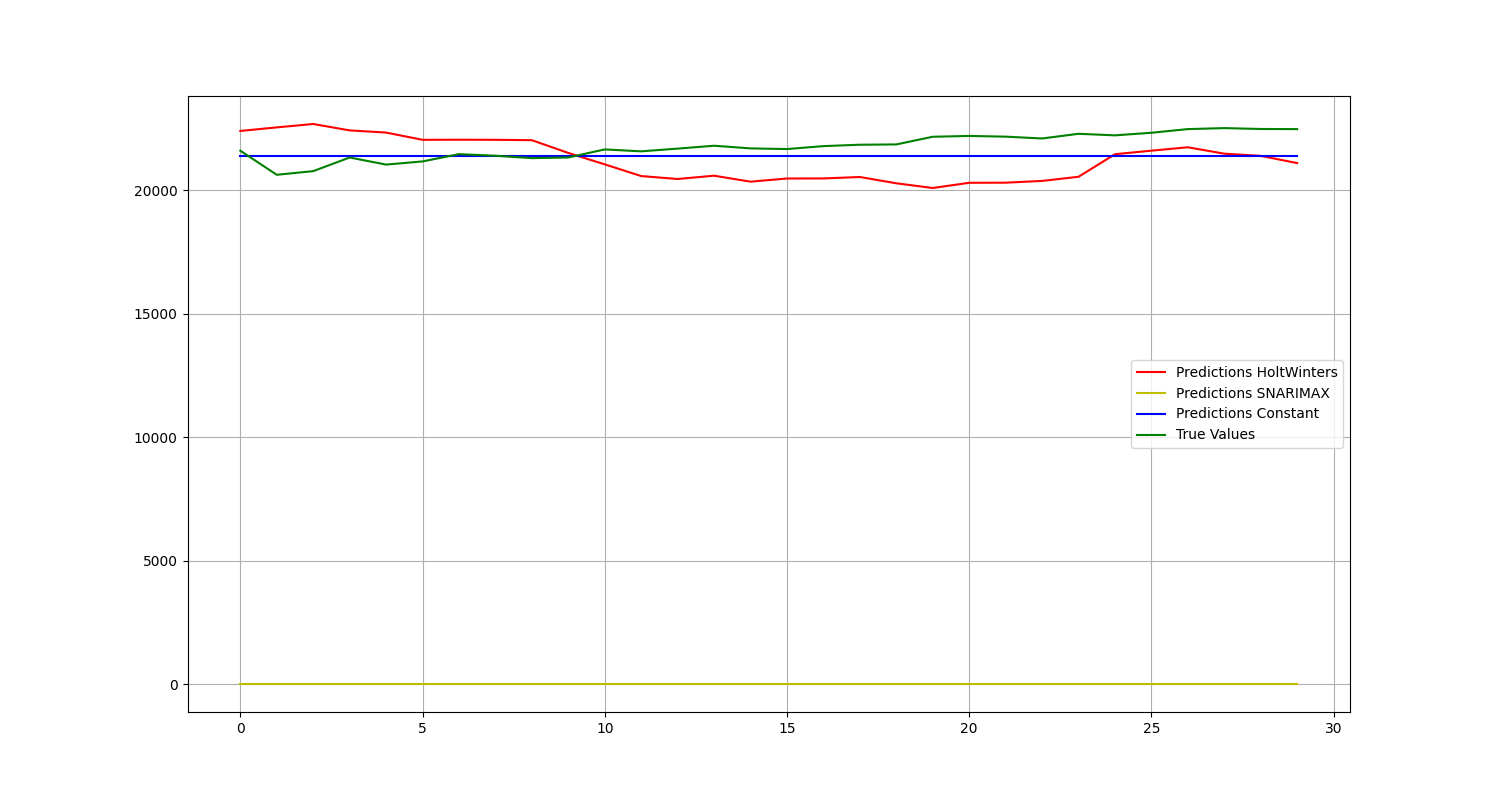 20000
15000
10000
5000
0
0 5 10 15 20 25 30
Predictions HoltWinters
Predictions SNARIMAX
Predictions Constant
True Values